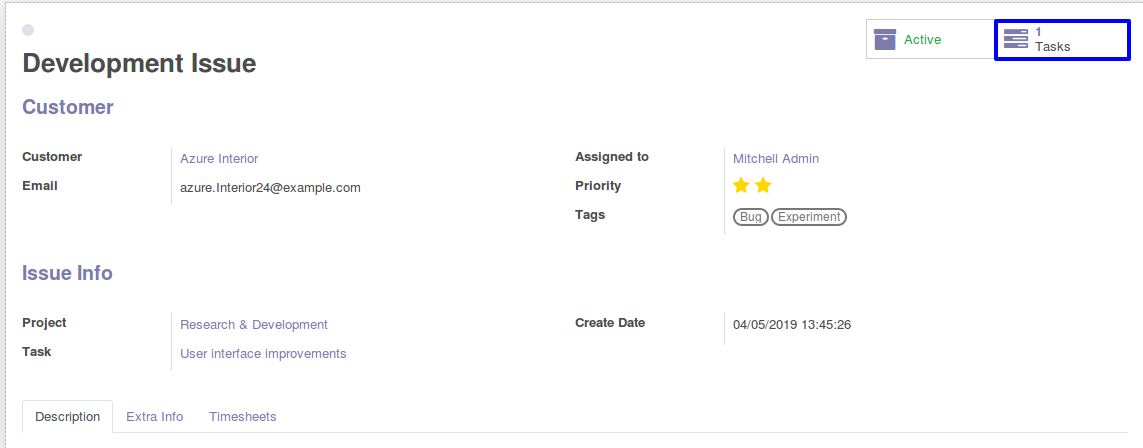 Active
1
Tasks
Development Issue
Customer
Customer Azure Interior
Email azure.Interior24@example.com
Assigned to Mitchell Admin
Priority
Tags Bug Experiment
Issue Info
Project Research & Development
Task User interface improvements
Create Date 04/05/2019 13:45:26
Description Extra Info Timesheets